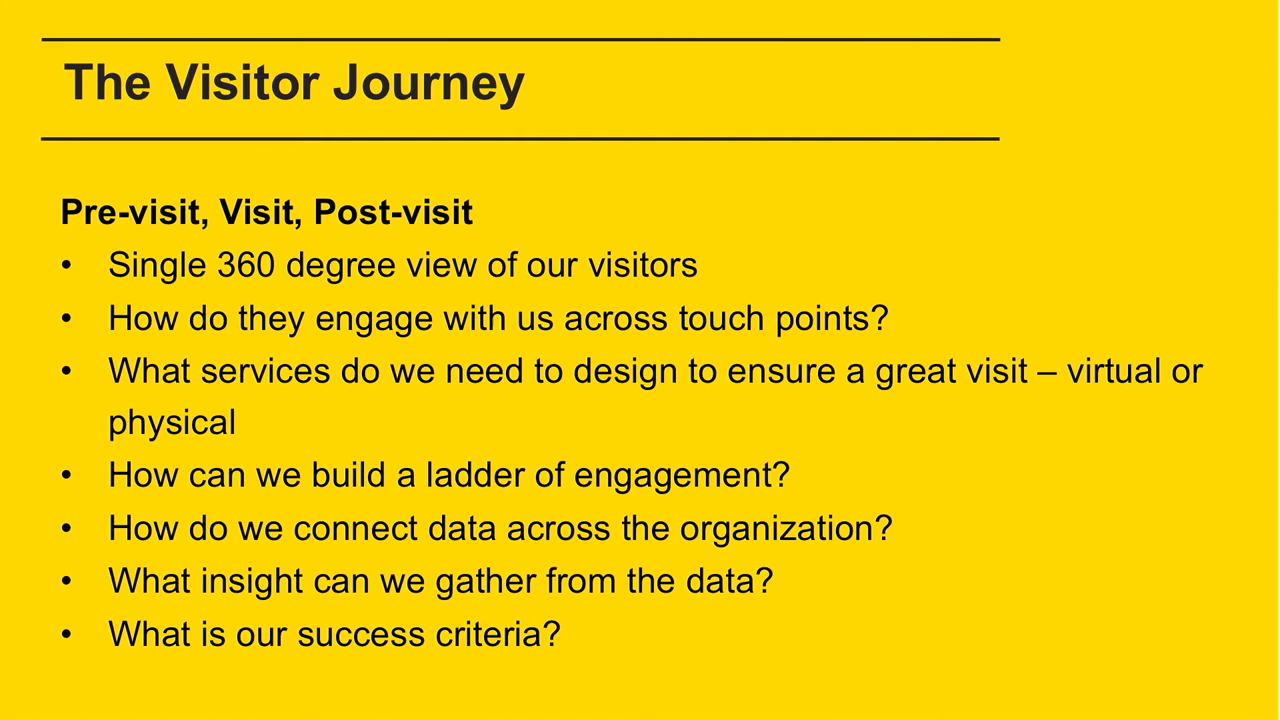 The Visitor Journey
Pre-visit, Visit, Post-visit
• Single 360 degree view of our visitors
• How do they engage with us across touch points?
• What services do we need to design to ensure a great visit – virtual or
physical
• How can we build a ladder of engagement?
• How do we connect data across the organization?
• What insight can we gather from the data?
• What is our success criteria?